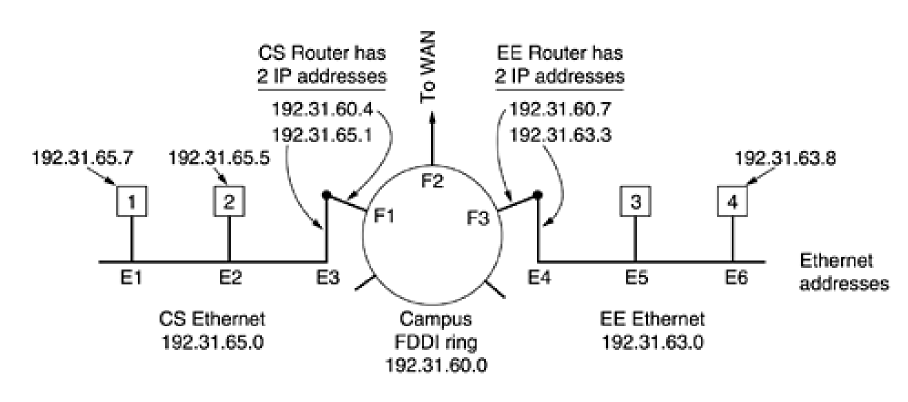 CS Router has
2 IP addresses
192.31.60.4
192.31.65.1
To WAN
EE Router has
2 IP addresses
192.31.60.7
192.31.63.3
192.31.65.7
192.31.65.5
192.31.63.8
1
2
F1
F2
F3
3
4
E1
E2
E3
E4
E5
E6
Ethernet
addresses
CS Ethernet
192.31.65.0
Campus
FDDI ring
192.31.60.0
EE Ethernet
192.31.63.0